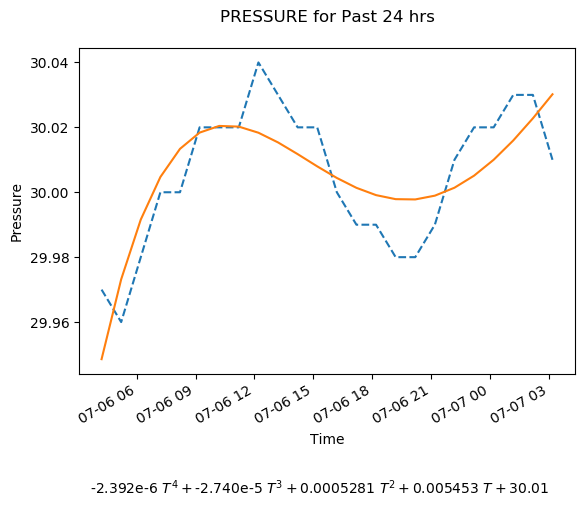 PRESSURE for Past 24 hrs
30.04
30.02
30.00
29.98
29.96
Pressure
07-06 06 07-06 09 07-06 12 07-06 15 07-06 18 07-06 21 07-07 00 07-07 03
Time
-2.392e-6 T⁴ + -2.740e-5 T³ + 0.0005281 T² + 0.005453 T + 30.01